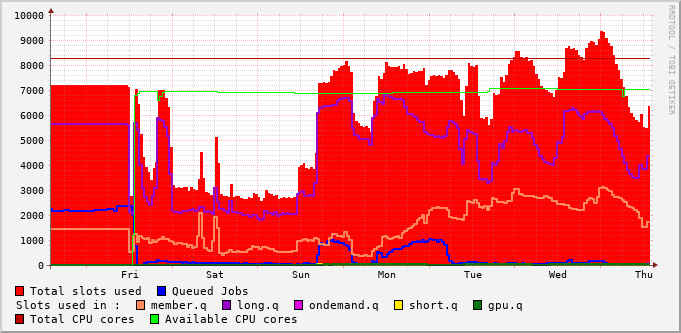 10000
9000
8000
7000
6000
5000
4000
3000
2000
1000
0
Fri Sat Sun Mon Tue Wed Thu
RRDTOOL / TOBI OETIKER
Total slots used Queued Jobs
Slots used in : member.q long.q ondemand.q short.q gpu.q
Total CPU cores Available CPU cores